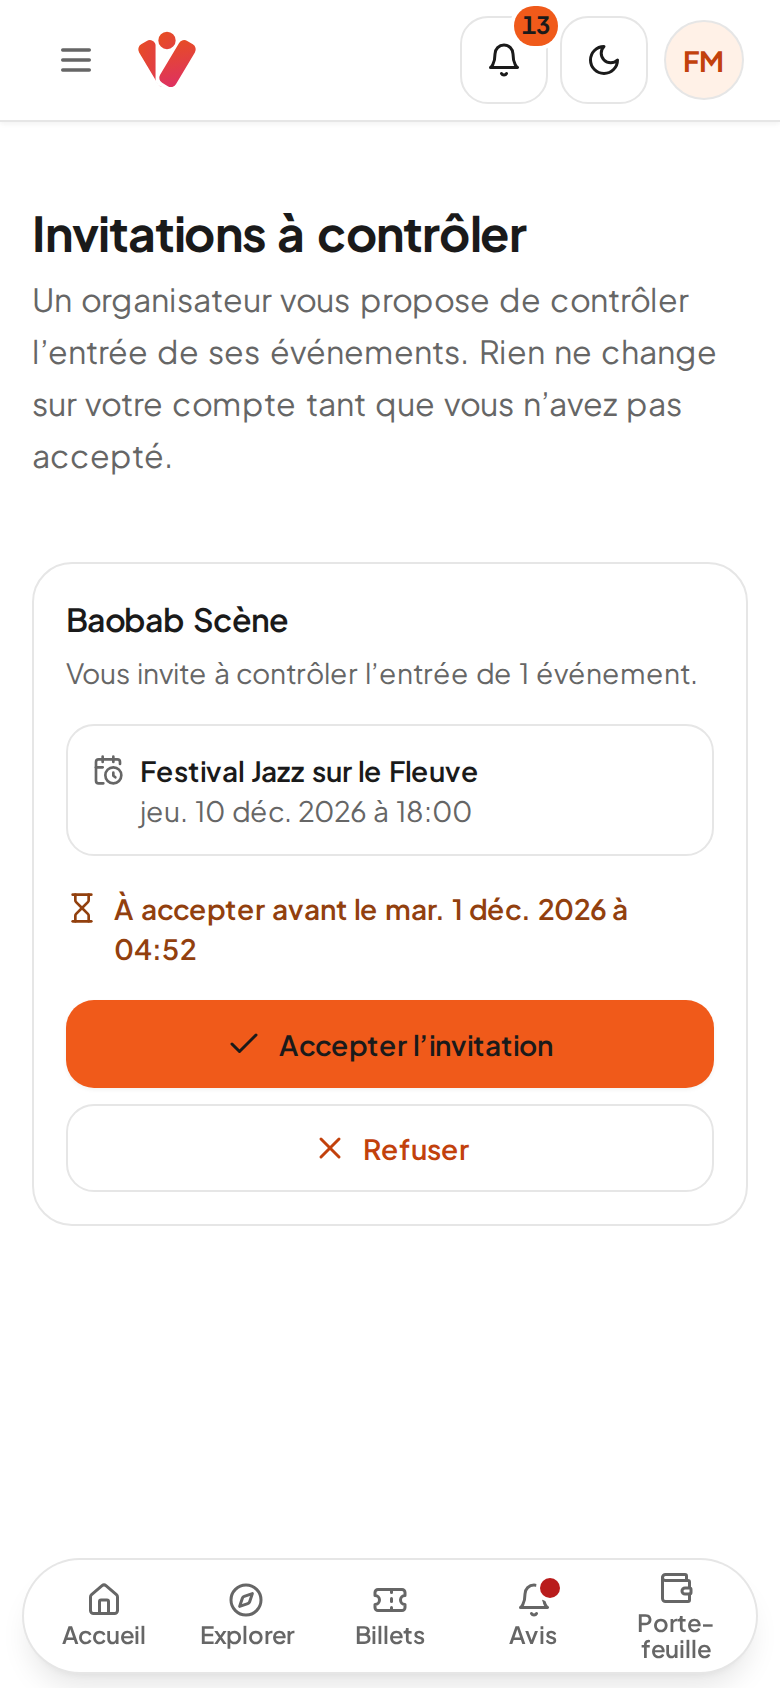 13
FM
Invitations à contrôler
Un organisateur vous propose de contrôler
l’entrée de ses événements. Rien ne change
sur votre compte tant que vous n’avez pas
accepté.
Baobab Scène
Vous invite à contrôler l’entrée de 1 événement.
Festival Jazz sur le Fleuve
jeu. 10 déc. 2026 à 18:00
À accepter avant le mar. 1 déc. 2026 à
04:52
Accepter l’invitation
Refuser
Accueil
Explorer
Billets
Avis
Porte-
feuille